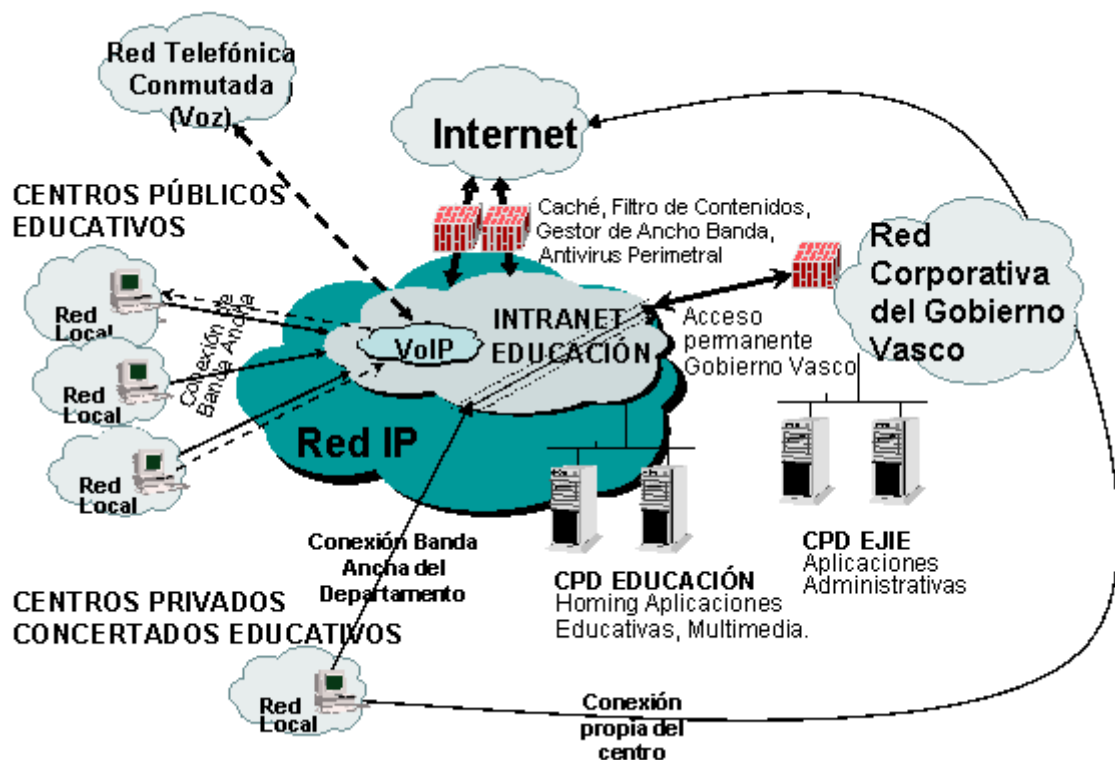 Red Telefónica
Conmutada
(Voz)
Internet
CENTROS PÚBLICOS
EDUCATIVOS
Caché, Filtro de Contenidos,
Gestor de Ancho Banda,
Antivirus Perimetral
Red
Corporativa
del Gobierno
Vasco
Red
Local
Conexión de
Banda Ancha
INTRANET
EDUCACIÓN
VoIP
Acceso
permanente
Gobierno Vasco
Red
Local
Red
Local
Red IP
Conexión Banda
Ancha del
Departamento
CPD EDUCACIÓN
Homing Aplicaciones
Educativas, Multimedia.
CPD EJIE
Aplicaciones
Administrativas
CENTROS PRIVADOS
CONCERTADOS EDUCATIVOS
Red
Local
Conexión
propia del
centro